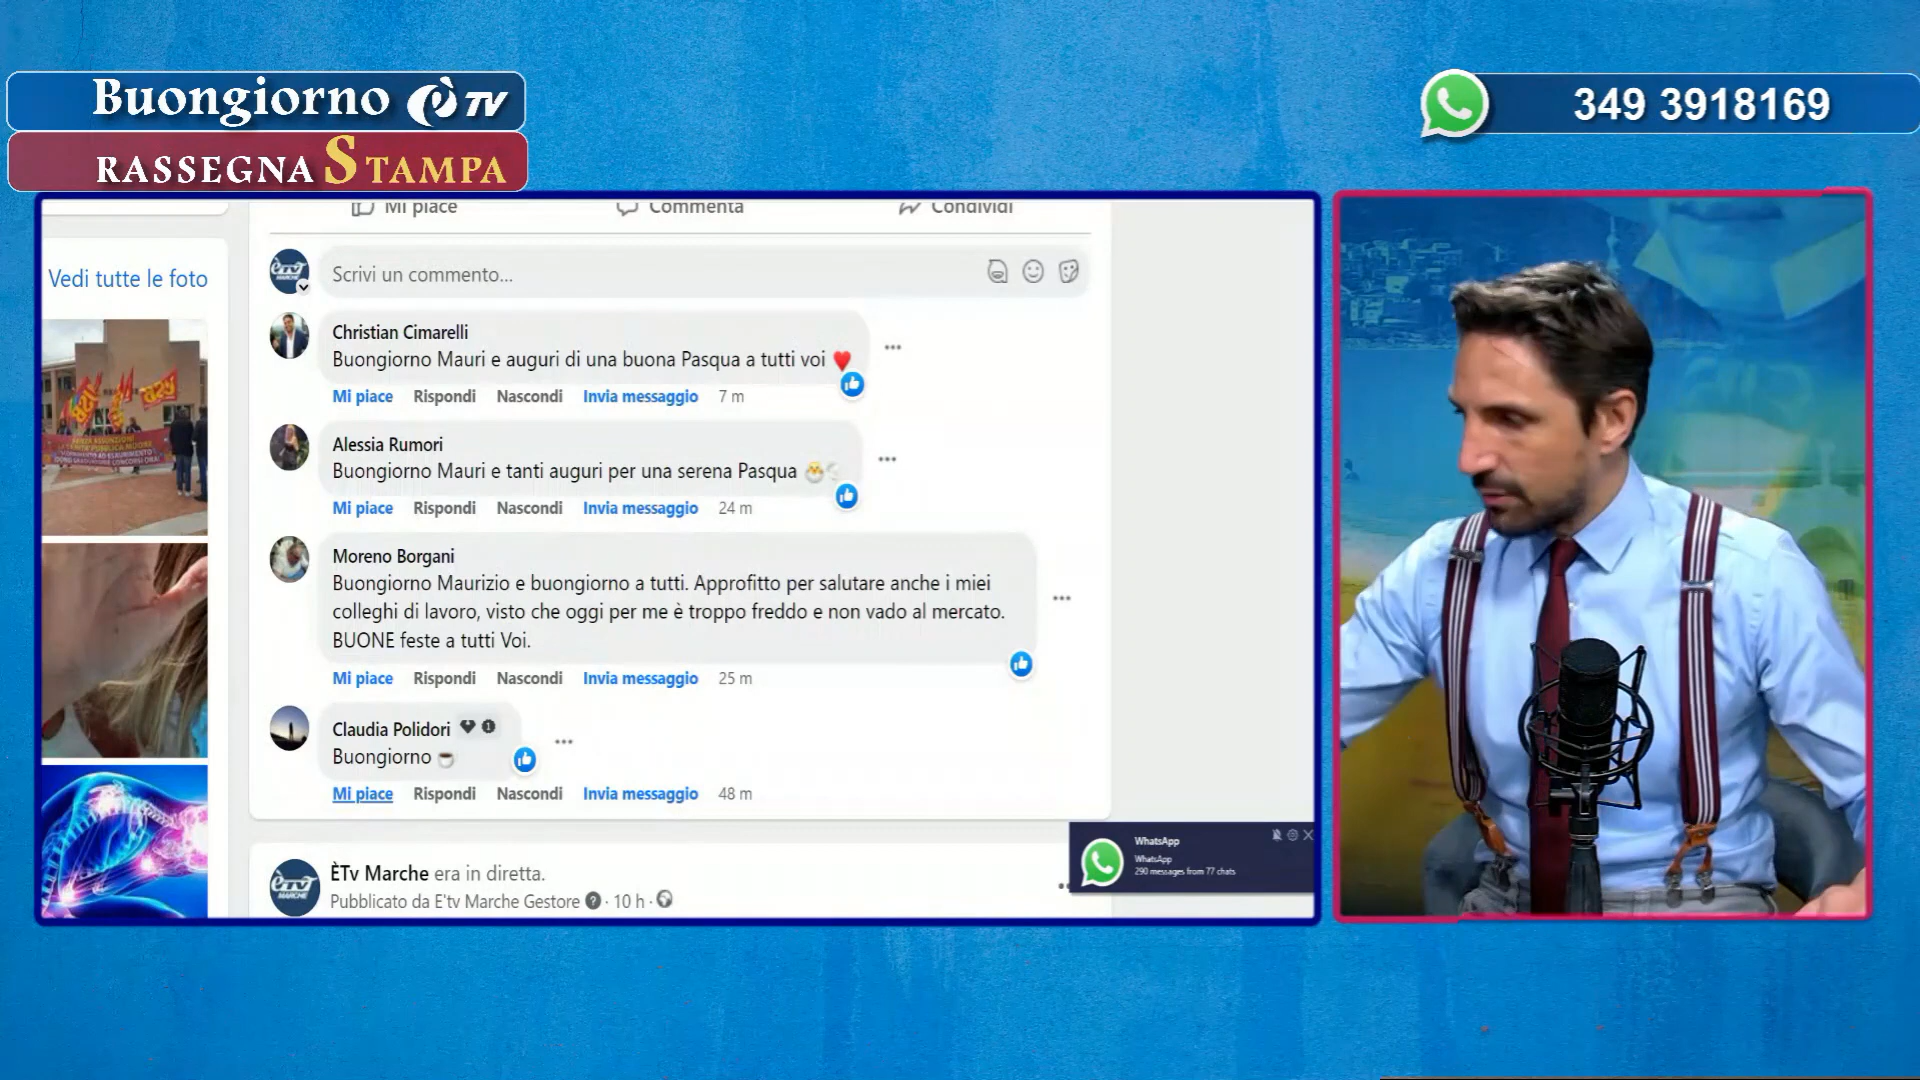 Buongiorno è TV
RASSEGNA STAMPA
349 3918169
Mi piace
Commenta
Condividi
Vedi tutte le foto
Scrivi un commento...
Christian Cimarelli
Buongiorno Mauri e auguri di una buona Pasqua a tutti voi ❤️
Mi piace Rispondi Nascondi Invia messaggio 7 m
Alessia Rumori
Buongiorno Mauri e tanti auguri per una serena Pasqua 🐣🕊
Mi piace Rispondi Nascondi Invia messaggio 24 m
Moreno Borgani
Buongiorno Maurizio e buongiorno a tutti. Approfitto per salutare anche i miei
colleghi di lavoro, visto che oggi per me è troppo freddo e non vado al mercato.
BUONE feste a tutti Voi.
Mi piace Rispondi Nascondi Invia messaggio 25 m
Claudia Polidori
Buongiorno ☕
Mi piace Rispondi Nascondi Invia messaggio 48 m
ÈTv Marche era in diretta.
Pubblicato da E'tv Marche Gestore · 10 h ·
WhatsApp
WhatsApp
290 messages from 77 chats